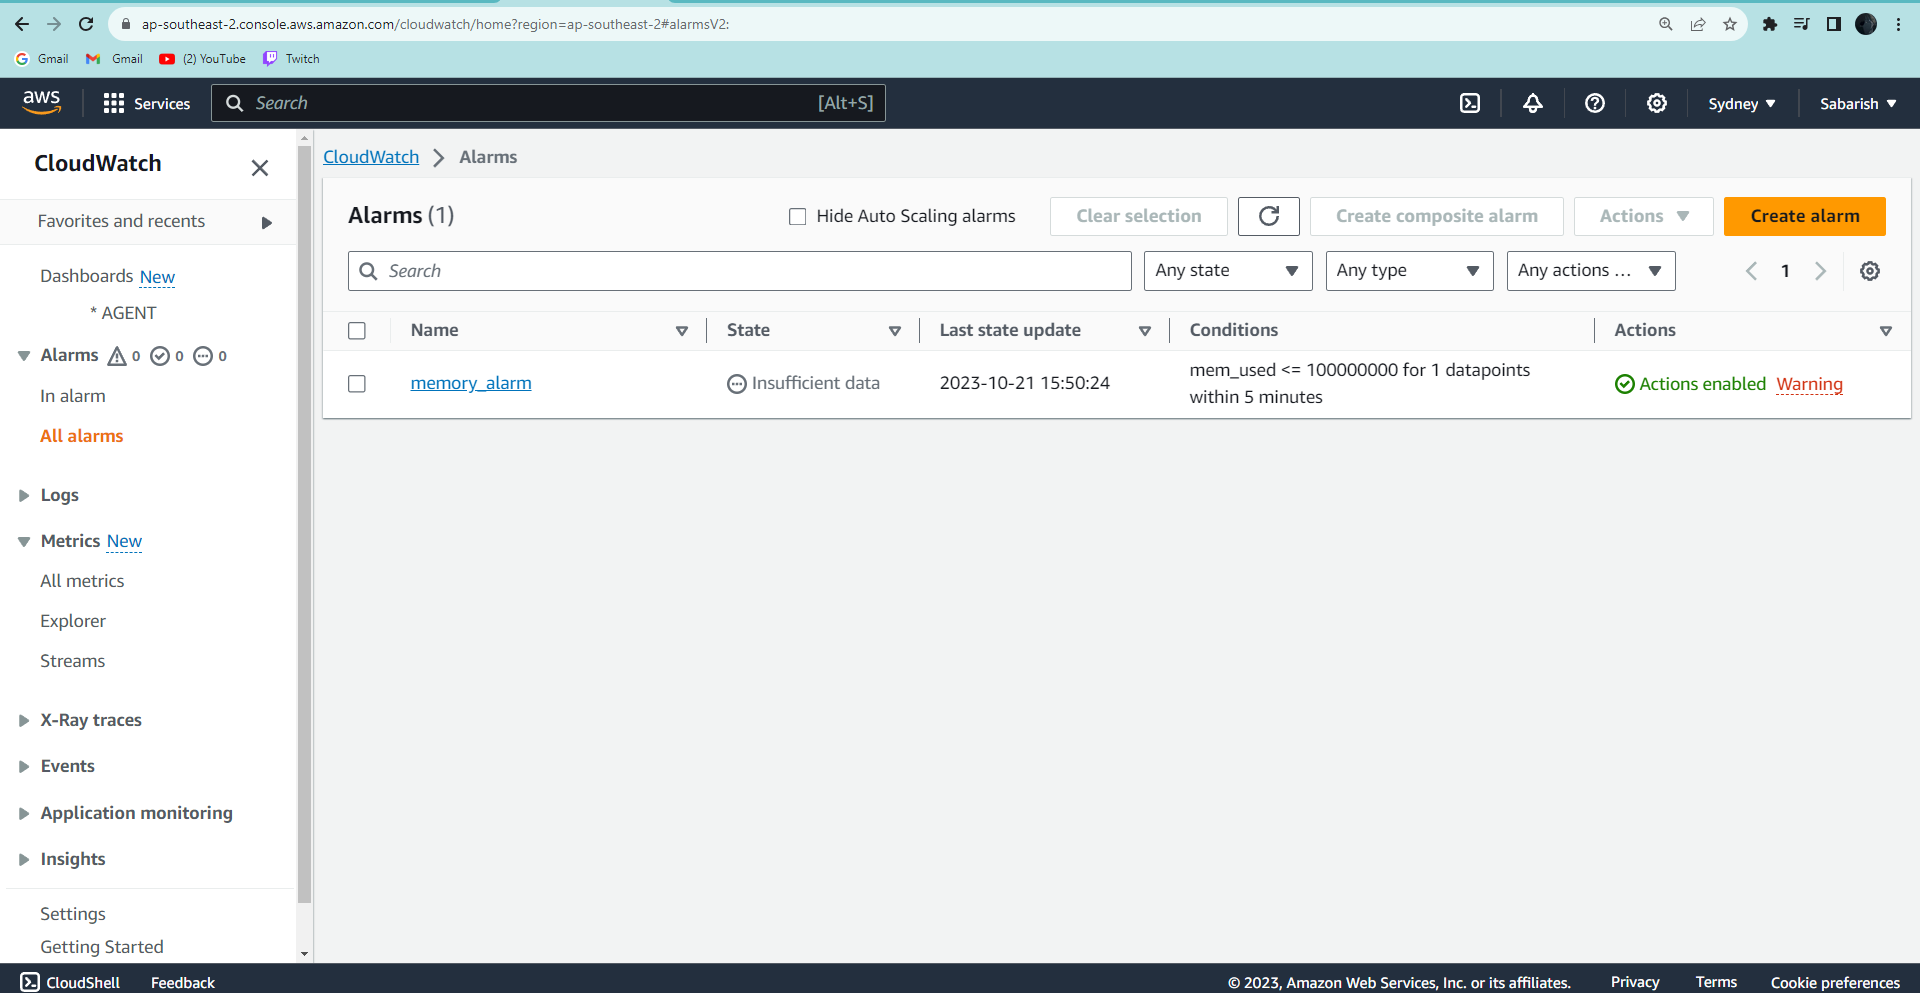 ap-southeast-2.console.aws.amazon.com/cloudwatch/home?region=ap-southeast-2#alarmsV2:
Gmail Gmail (2) YouTube Twitch
aws Services Search [Alt+S] Sydney Sabarish
CloudWatch
Favorites and recents
Dashboards New
* AGENT
Alarms 0 0 0
In alarm
All alarms
Logs
Metrics New
All metrics
Explorer
Streams
X-Ray traces
Events
Application monitoring
Insights
Settings
Getting Started
CloudWatch Alarms
Alarms (1) Hide Auto Scaling alarms Clear selection Create composite alarm Actions Create alarm
Search Any state Any type Any actions ... 1
Name State Last state update Conditions Actions
memory_alarm Insufficient data 2023-10-21 15:50:24 mem_used <= 100000000 for 1 datapoints
within 5 minutes
Actions enabled Warning
CloudShell Feedback © 2023, Amazon Web Services, Inc. or its affiliates. Privacy Terms Cookie preferences